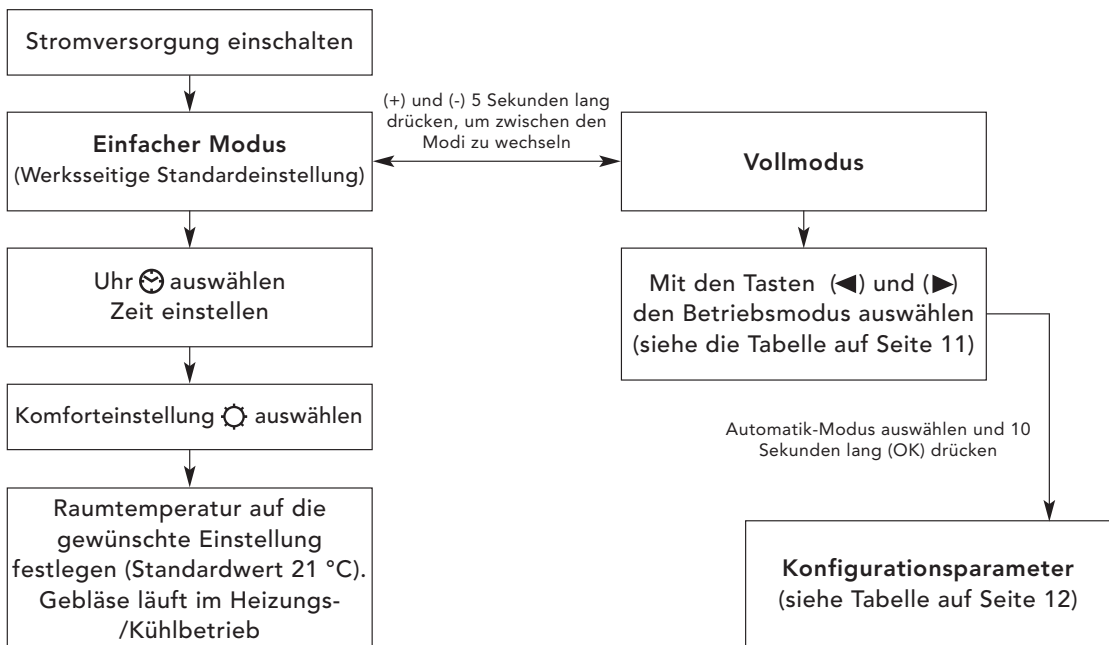 Stromversorgung einschalten
(+) und (-) 5 Sekunden lang
drücken, um zwischen den
Modi zu wechseln
Einfacher Modus
(Werksseitige Standardeinstellung)
Vollmodus
Uhr auswählen
Zeit einstellen
Mit den Tasten (◀) und (▶)
den Betriebsmodus auswählen
(siehe die Tabelle auf Seite 11)
Komforteinstellung auswählen
Automatik-Modus auswählen und 10
Sekunden lang (OK) drücken
Raumtemperatur auf die
gewünschte Einstellung
festlegen (Standardwert 21 °C).
Gebläse läuft im Heizungs-
/Kühlbetrieb
Konfigurationsparameter
(siehe Tabelle auf Seite 12)